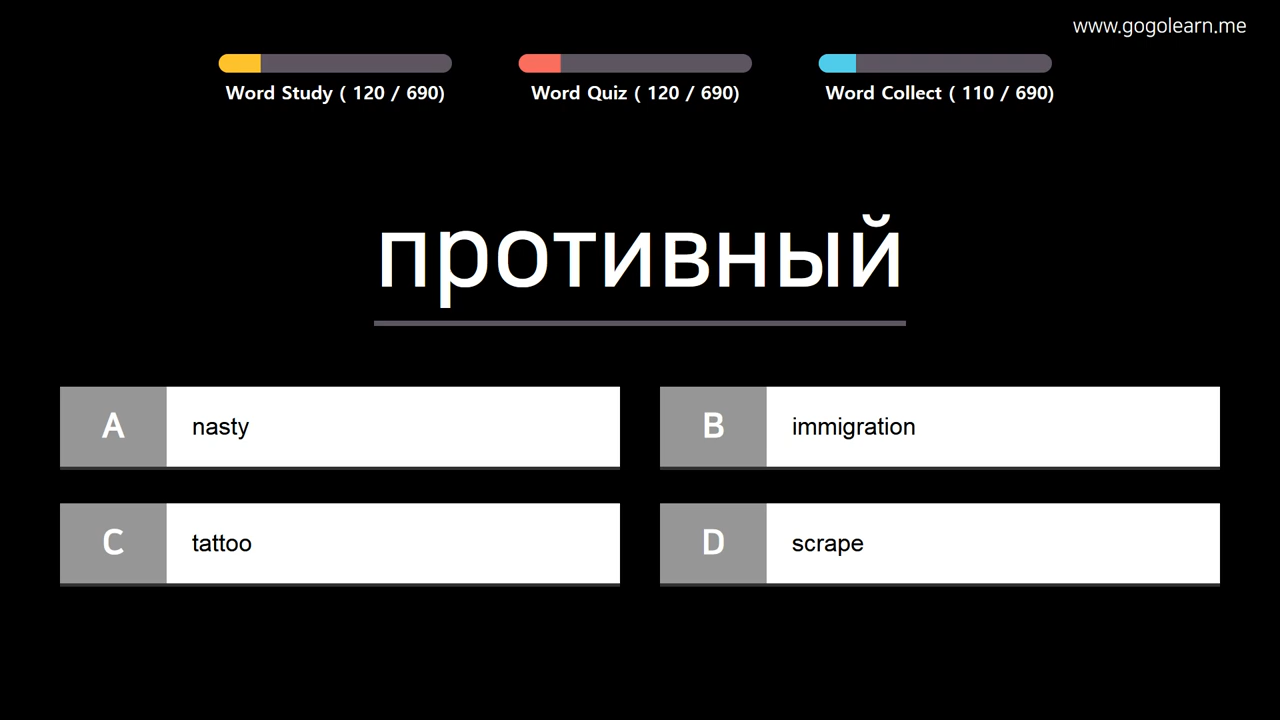 www.gogolearn.me
Word Study ( 120 / 690)
Word Quiz ( 120 / 690)
Word Collect ( 110 / 690)
противный
A nasty
B immigration
C tattoo
D scrape